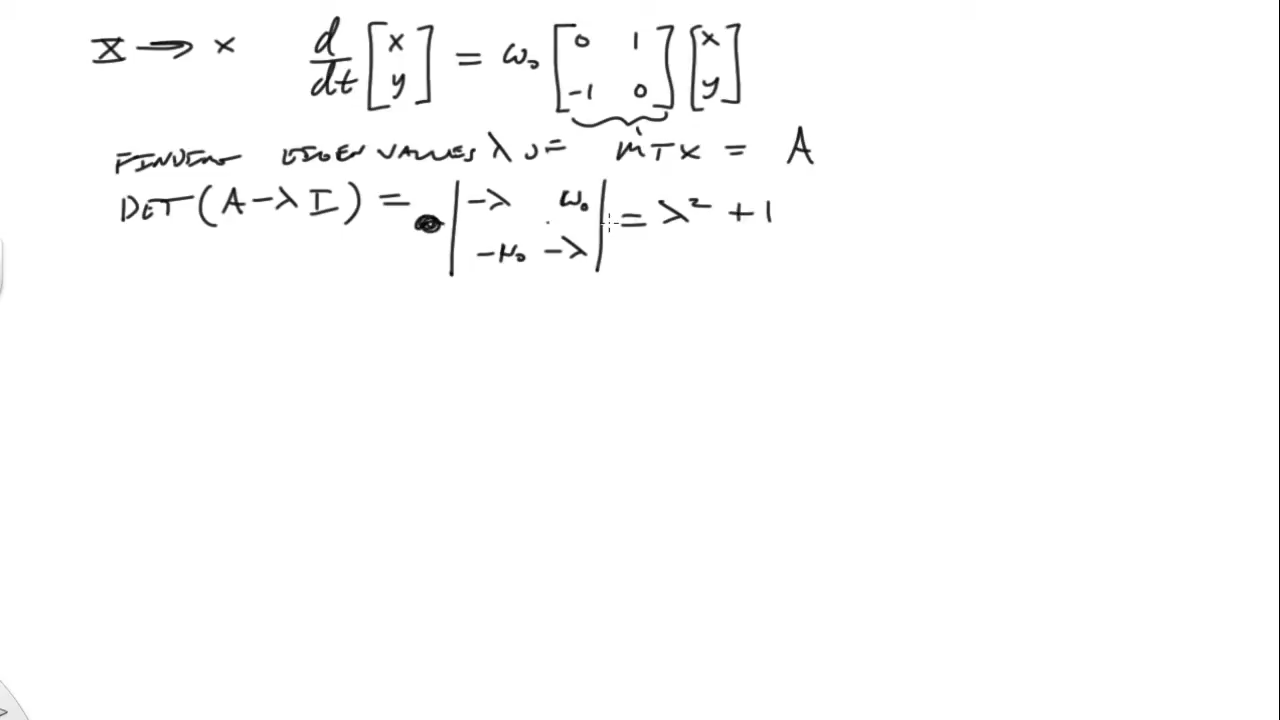 X → x d/dt [x y] = ω₀ [0 1 -1 0] [x y]
FINDING EIGENVALUES λ OF MTX = A
DET(A-λI) = |-λ ω₀ -ω₀ -λ| = λ² + 1